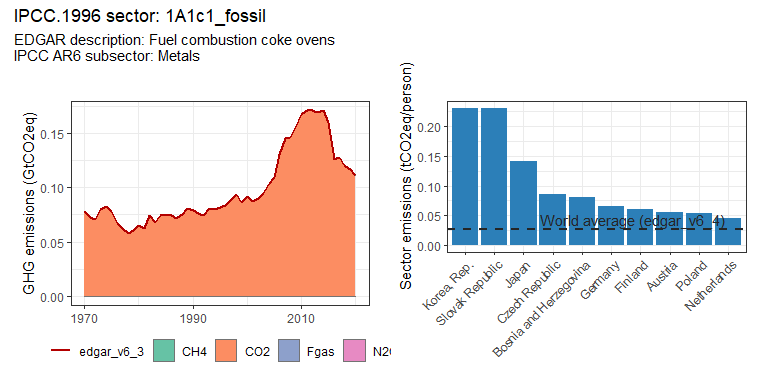 IPCC.1996 sector: 1A1c1_fossil
EDGAR description: Fuel combustion coke ovens
IPCC AR6 subsector: Metals
GHG emissions (GtCO2eq)
0.15
0.10
0.05
0.00
1970
1990
2010
edgar_v6_3
CH4
CO2
Fgas
N2
Sector emissions (tCO2eq/person)
0.20
0.15
0.10
0.05
0.00
World average (edgar_v6_4)
Korea, Rep.
Slovak Republic
Japan
Czech Republic
Bosnia and Herzegovina
Germany
Finland
Austria
Poland
Netherlands